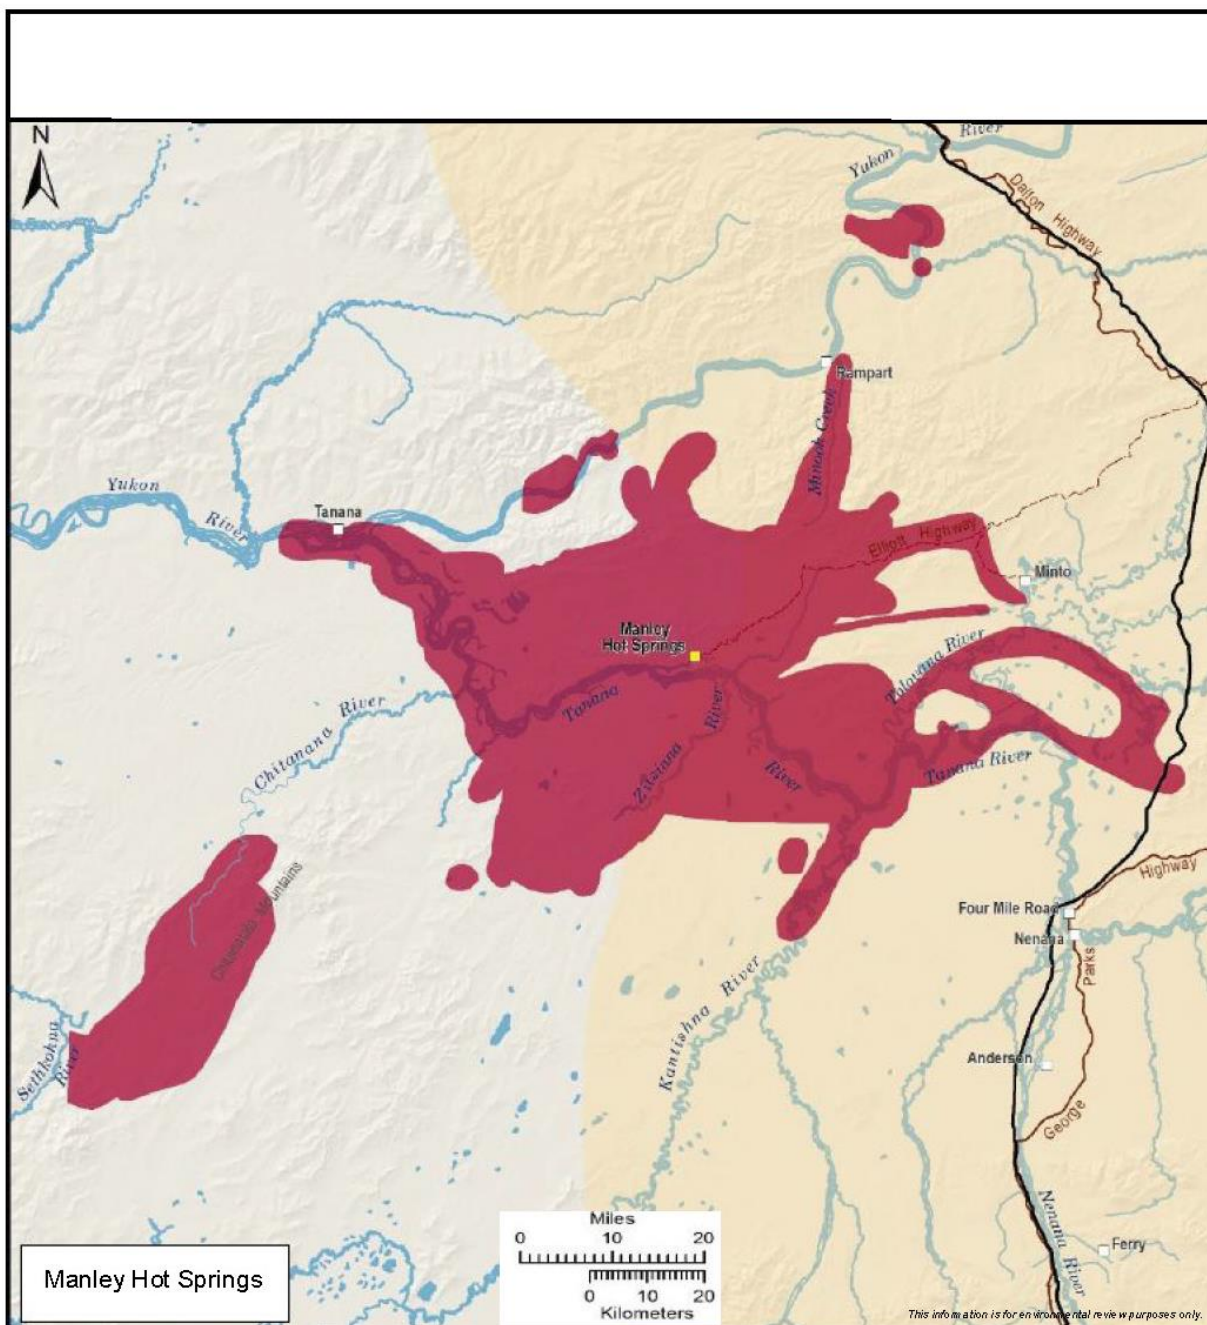 N
River
Yukon
Dalton Highway
Rampart
Minook Creek
Yukon
River
Tanana
Elliott Highway
Minto
Manley
Hot Springs
Tolovana River
Tanana
River
Zitziana
River
Tanana River
Chitanana River
Mountains
Highway
Four Mile Road
Nenana
Parks
Kantishna River
Sethkokna
River
Anderson
George
Nenana River
Ferry
Miles
0 10 20
0 10 20
Kilometers
Manley Hot Springs
This information is for environmental review purposes only.